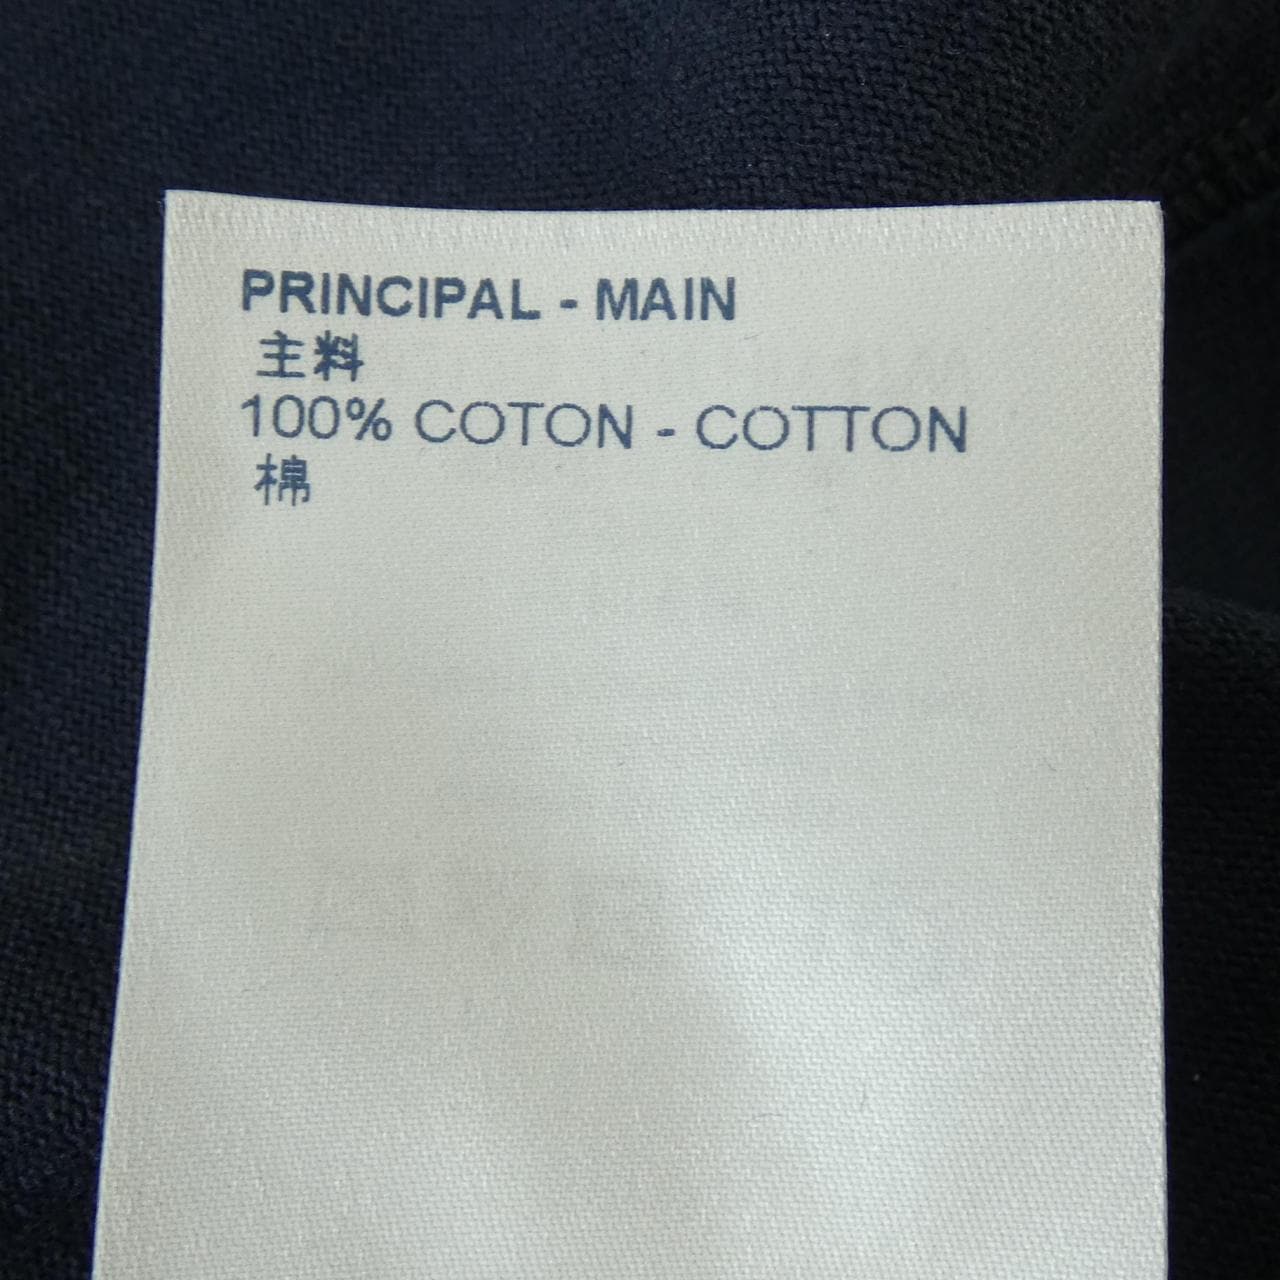 PRINCIPAL - MAIN
主料
100% COTON - COTTON
棉